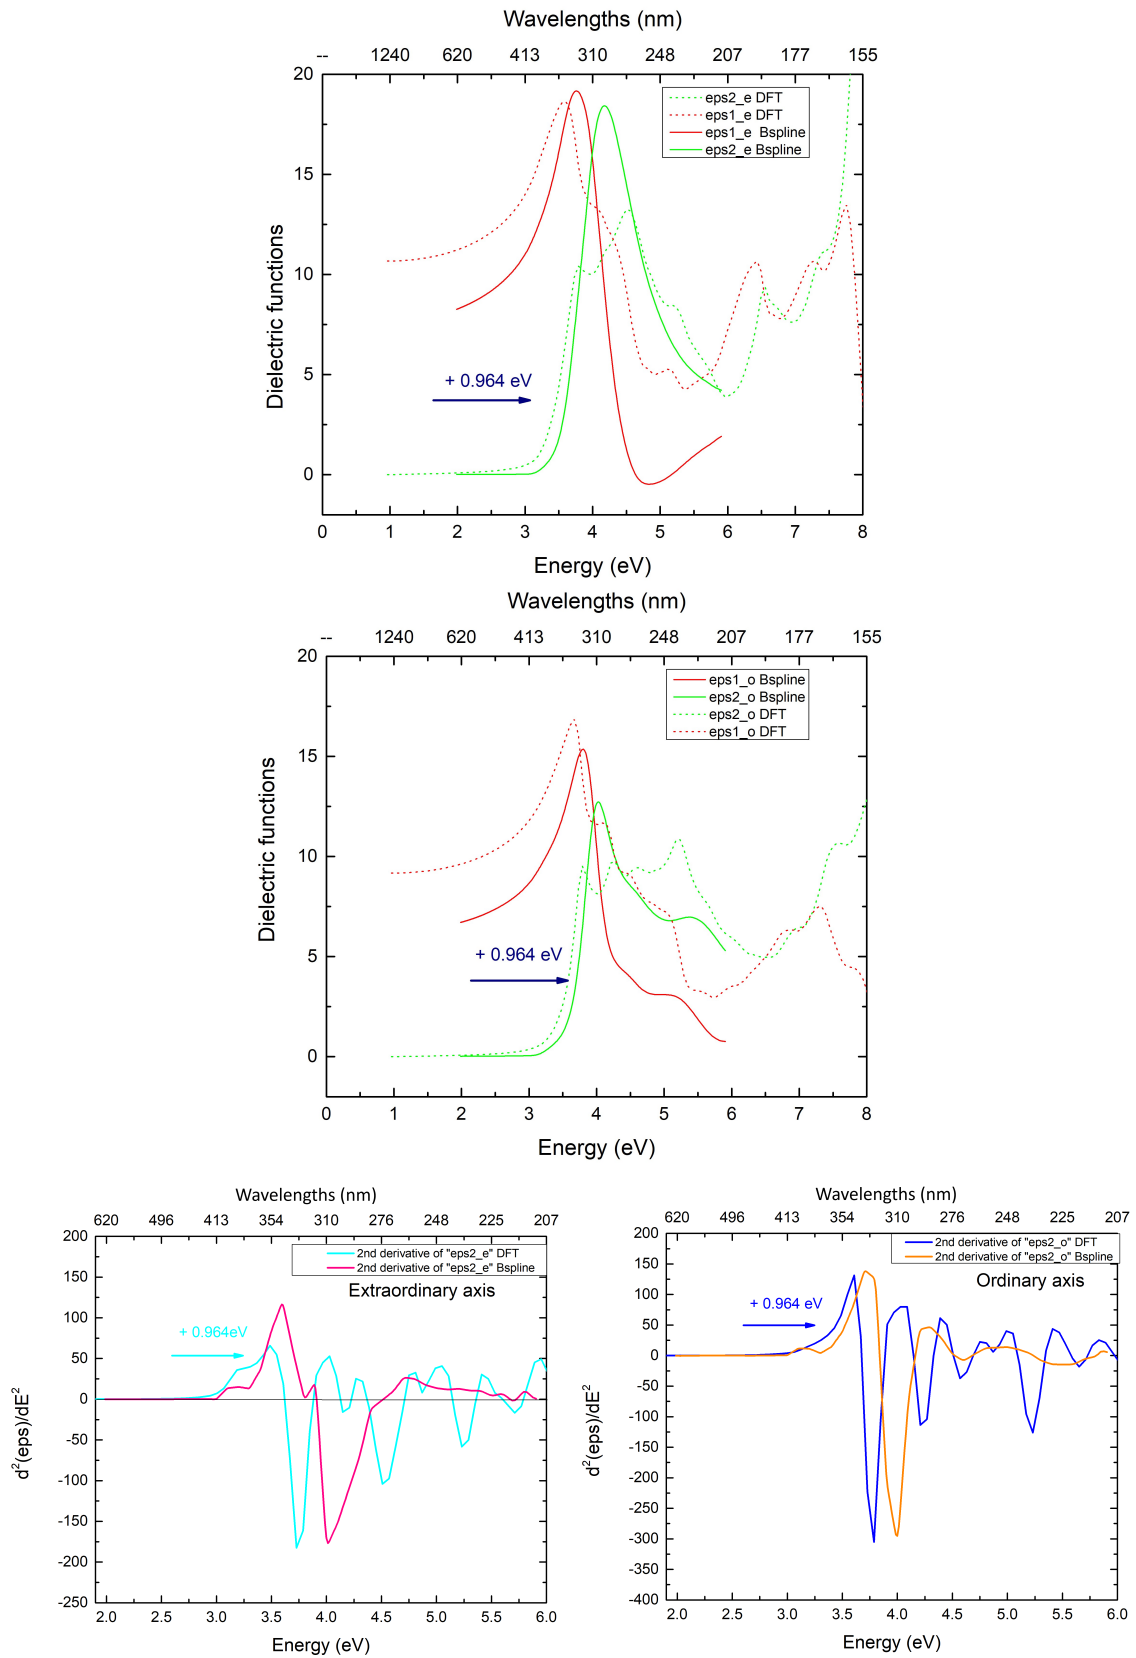 Wavelengths (nm)
-- 1240 620 413 310 248 207 177 155
20
15
10
5
0
Dielectric functions
eps2_e DFT
eps1_e DFT
eps1_e Bspline
eps2_e Bspline
+ 0.964 eV
0 1 2 3 4 5 6 7 8
Energy (eV)
Wavelengths (nm)
-- 1240 620 413 310 248 207 177 155
20
15
10
5
0
Dielectric functions
eps1_o Bspline
eps2_o Bspline
eps2_o DFT
eps1_o DFT
+ 0.964 eV
0 1 2 3 4 5 6 7 8
Energy (eV)
Wavelengths (nm)
620 496 413 354 310 276 248 225 207
200
150
100
50
0
-50
-100
-150
-200
-250
d²(eps)/dE²
2nd derivative of "eps2_e" DFT
2nd derivative of "eps2_e" Bspline
Extraordinary axis
+ 0.964eV
2.0 2.5 3.0 3.5 4.0 4.5 5.0 5.5 6.0
Energy (eV)
Wavelengths (nm)
620 496 413 354 310 276 248 225 207
200
150
100
50
0
-50
-100
-150
-200
-250
-300
-350
-400
d²(eps)/dE²
2nd derivative of "eps2_o" DFT
2nd derivative of "eps2_o" Bspline
Ordinary axis
+ 0.964 eV
2.0 2.5 3.0 3.5 4.0 4.5 5.0 5.5 6.0
Energy (eV)